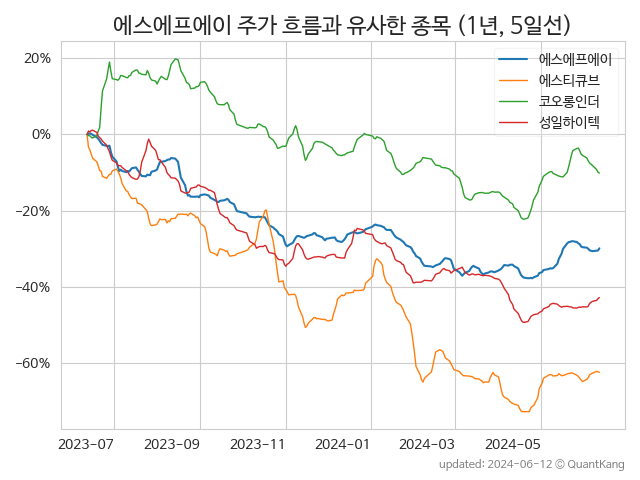 에스에프에이 주가 흐름과 유사한 종목 (1년, 5일선)
에스에프에이
에스티큐브
코오롱인더
성일하이텍
20%
0%
−20%
−40%
−60%
2023-07
2023-09
2023-11
2024-01
2024-03
2024-05
updated: 2024-06-12 © QuantKang